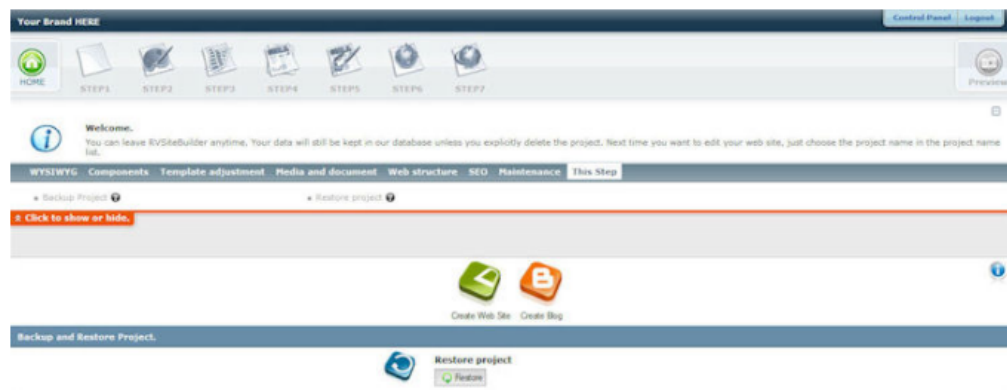 Your Brand HERE
Control Panel Logout
HOME STEP1 STEP2 STEP3 STEP4 STEP5 STEP6 STEP7 Preview
Welcome.
You can leave RVSiteBuilder anytime. Your data will still be kept in our database unless you explicitly delete the project. Next time you want to edit your web site, just choose the project name in the project name
list.
WYSIWYG Components Template adjustment Media and document Web structure SEO Maintenance This Step
Backup Project Restore project
Click to show or hide.
Create Web Site Create Blog
Backup and Restore Project.
Restore project
Restore